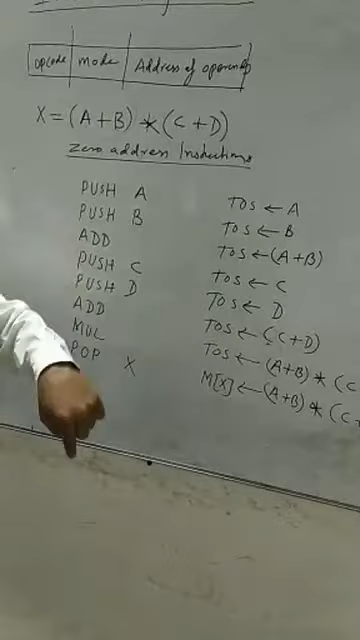 opcode mode Address of operand
X = (A+B) * (C+D)
Zero address Instructions
PUSH A TOS ← A
PUSH B TOS ← B
ADD TOS ← (A+B)
PUSH C TOS ← C
PUSH D TOS ← D
ADD TOS ← (C+D)
MUL TOS ← (A+B) * (C
POP X M[X] ← (A+B) * (C+